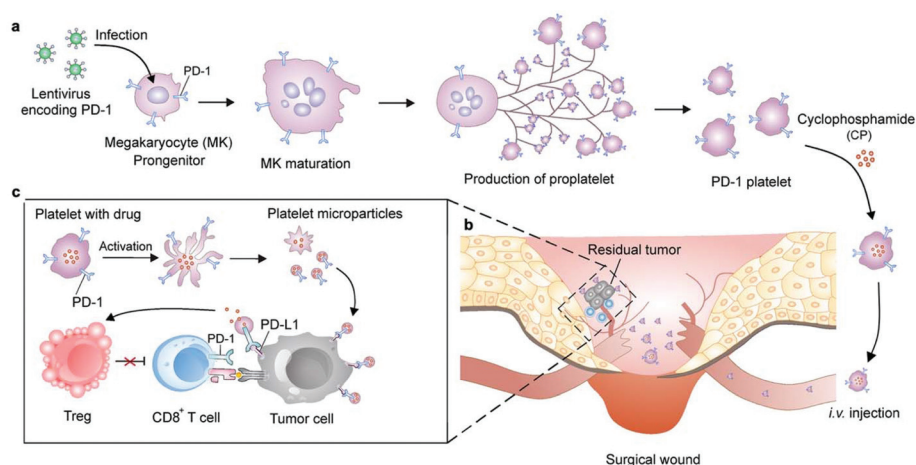 a
Infection
PD-1
Lentivirus
encoding PD-1
Megakaryocyte (MK)
Progenitor
MK maturation
Production of proplatelet
PD-1 platelet
Cyclophosphamide
(CP)
c
Platelet with drug
Activation
Platelet microparticles
PD-1
PD-L1
PD-1
Treg
CD8⁺ T cell
Tumor cell
b
Residual tumor
i.v. injection
Surgical wound